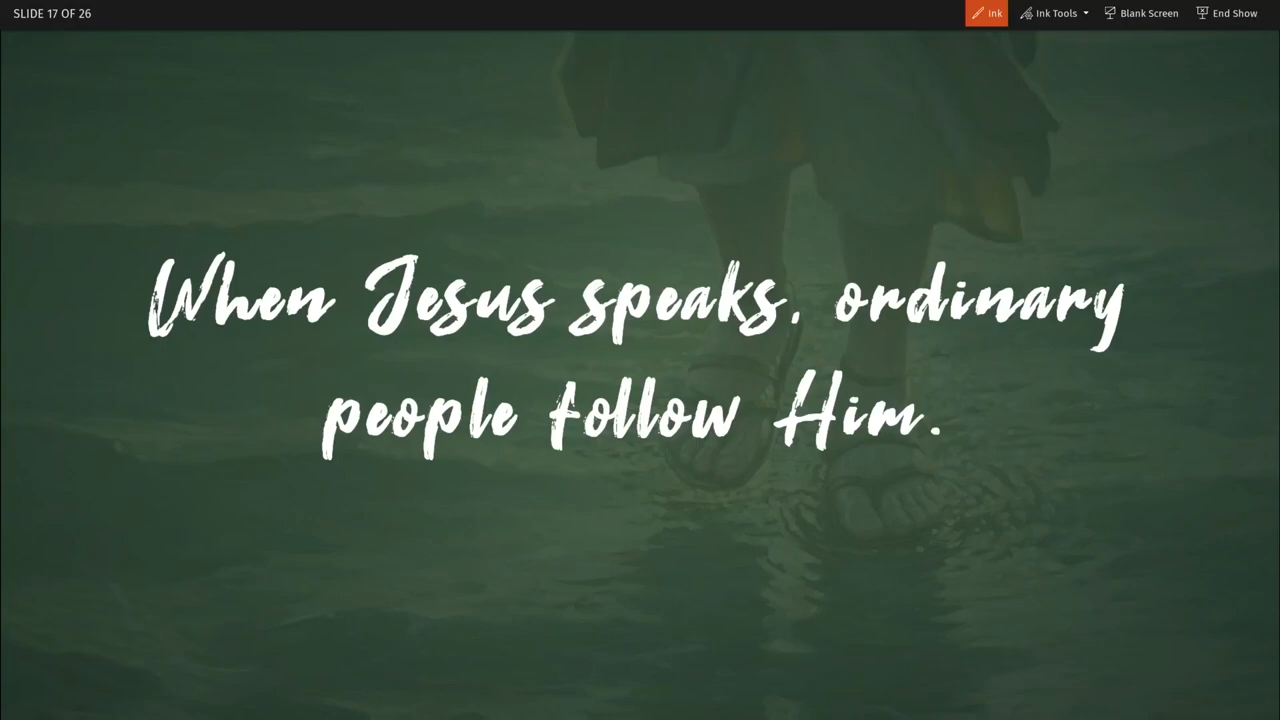 SLIDE 17 OF 26
Ink
Ink Tools
Blank Screen
End Show
When Jesus speaks, ordinary
people follow Him.